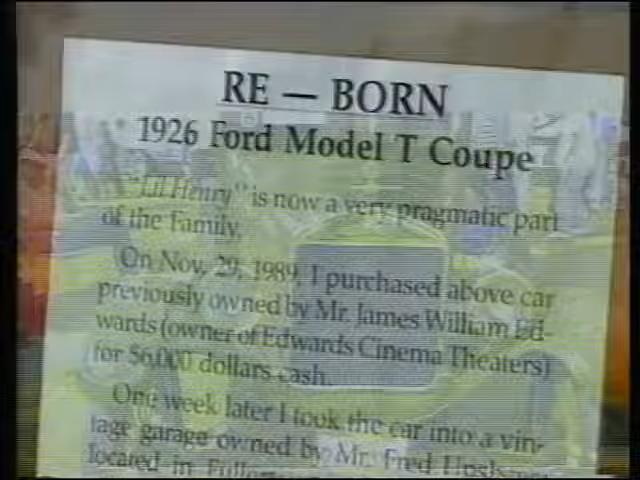 RE — BORN
1926 Ford Model T Coupe
"Lil Henry" is now a very pragmatic part
of the Family.
On Nov. 29, 1989, I purchased above car
previously owned by Mr. James William Ed-
wards (owner of Edwards Cinema Theaters)
for $6,000 dollars cash.
One week later I took the car into a vin-
tage garage owned by Mr. Fred
located in